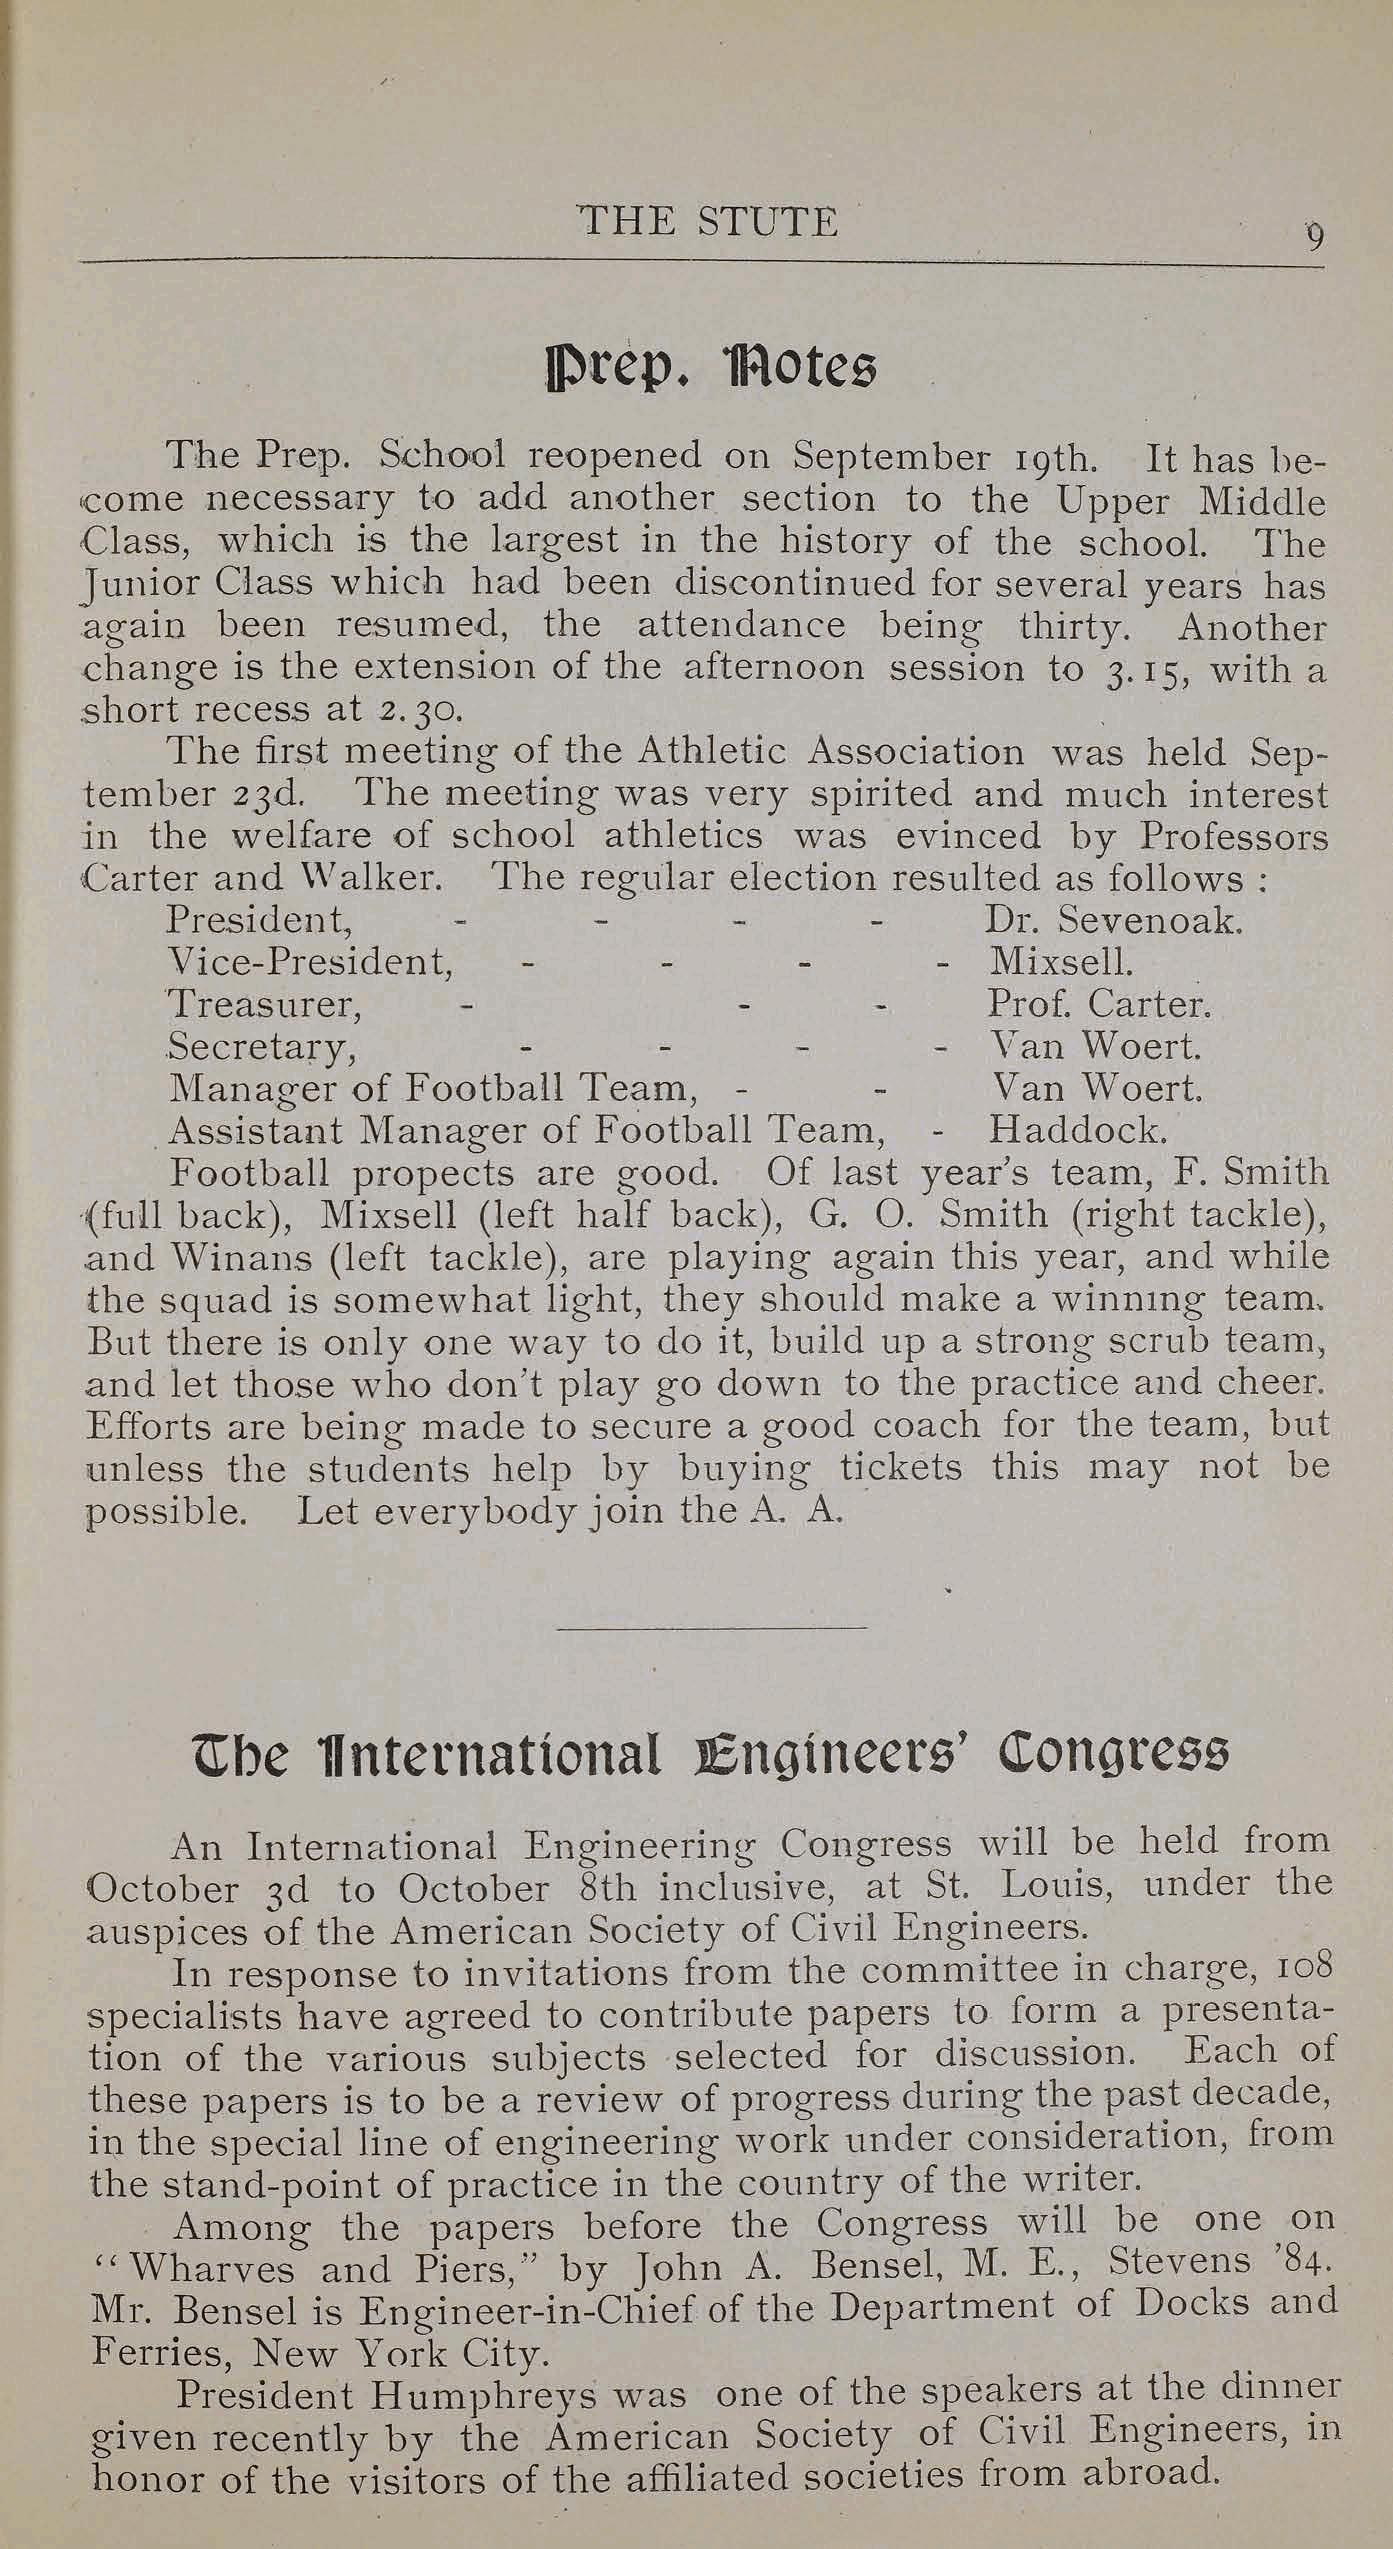 THE STUTE
9
Prep. Notes
The Prep. School reopened on September 19th. It has be-
come necessary to add another section to the Upper Middle
Class, which is the largest in the history of the school. The
Junior Class which had been discontinued for several years has
again been resumed, the attendance being thirty. Another
change is the extension of the afternoon session to 3.15, with a
short recess at 2.30.
The first meeting of the Athletic Association was held Sep-
tember 23d. The meeting was very spirited and much interest
in the welfare of school athletics was evinced by Professors
Carter and Walker. The regular election resulted as follows :
President, - - - - Dr. Sevenoak.
Vice-President, - - - - Mixsell.
Treasurer, - - - Prof. Carter.
Secretary, - - - - Van Woert.
Manager of Football Team, - - Van Woert.
Assistant Manager of Football Team, - Haddock.
Football propects are good. Of last year's team, F. Smith
(full back), Mixsell (left half back), G. O. Smith (right tackle),
and Winans (left tackle), are playing again this year, and while
the squad is somewhat light, they should make a winning team.
But there is only one way to do it, build up a strong scrub team,
and let those who don't play go down to the practice and cheer.
Efforts are being made to secure a good coach for the team, but
unless the students help by buying tickets this may not be
possible. Let everybody join the A. A.
The International Engineers' Congress
An International Engineering Congress will be held from
October 3d to October 8th inclusive, at St. Louis, under the
auspices of the American Society of Civil Engineers.
In response to invitations from the committee in charge, 108
specialists have agreed to contribute papers to form a presenta-
tion of the various subjects selected for discussion. Each of
these papers is to be a review of progress during the past decade,
in the special line of engineering work under consideration, from
the stand-point of practice in the country of the writer.
Among the papers before the Congress will be one on
"Wharves and Piers," by John A. Bensel, M. E., Stevens '84.
Mr. Bensel is Engineer-in-Chief of the Department of Docks and
Ferries, New York City.
President Humphreys was one of the speakers at the dinner
given recently by the American Society of Civil Engineers, in
honor of the visitors of the affiliated societies from abroad.